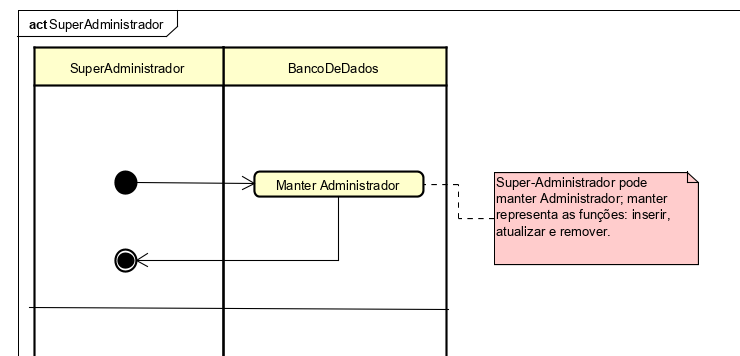 act SuperAdministrador
SuperAdministrador
BancoDeDados
Manter Administrador
Super-Administrador pode
manter Administrador; manter
representa as funções: inserir,
atualizar e remover.